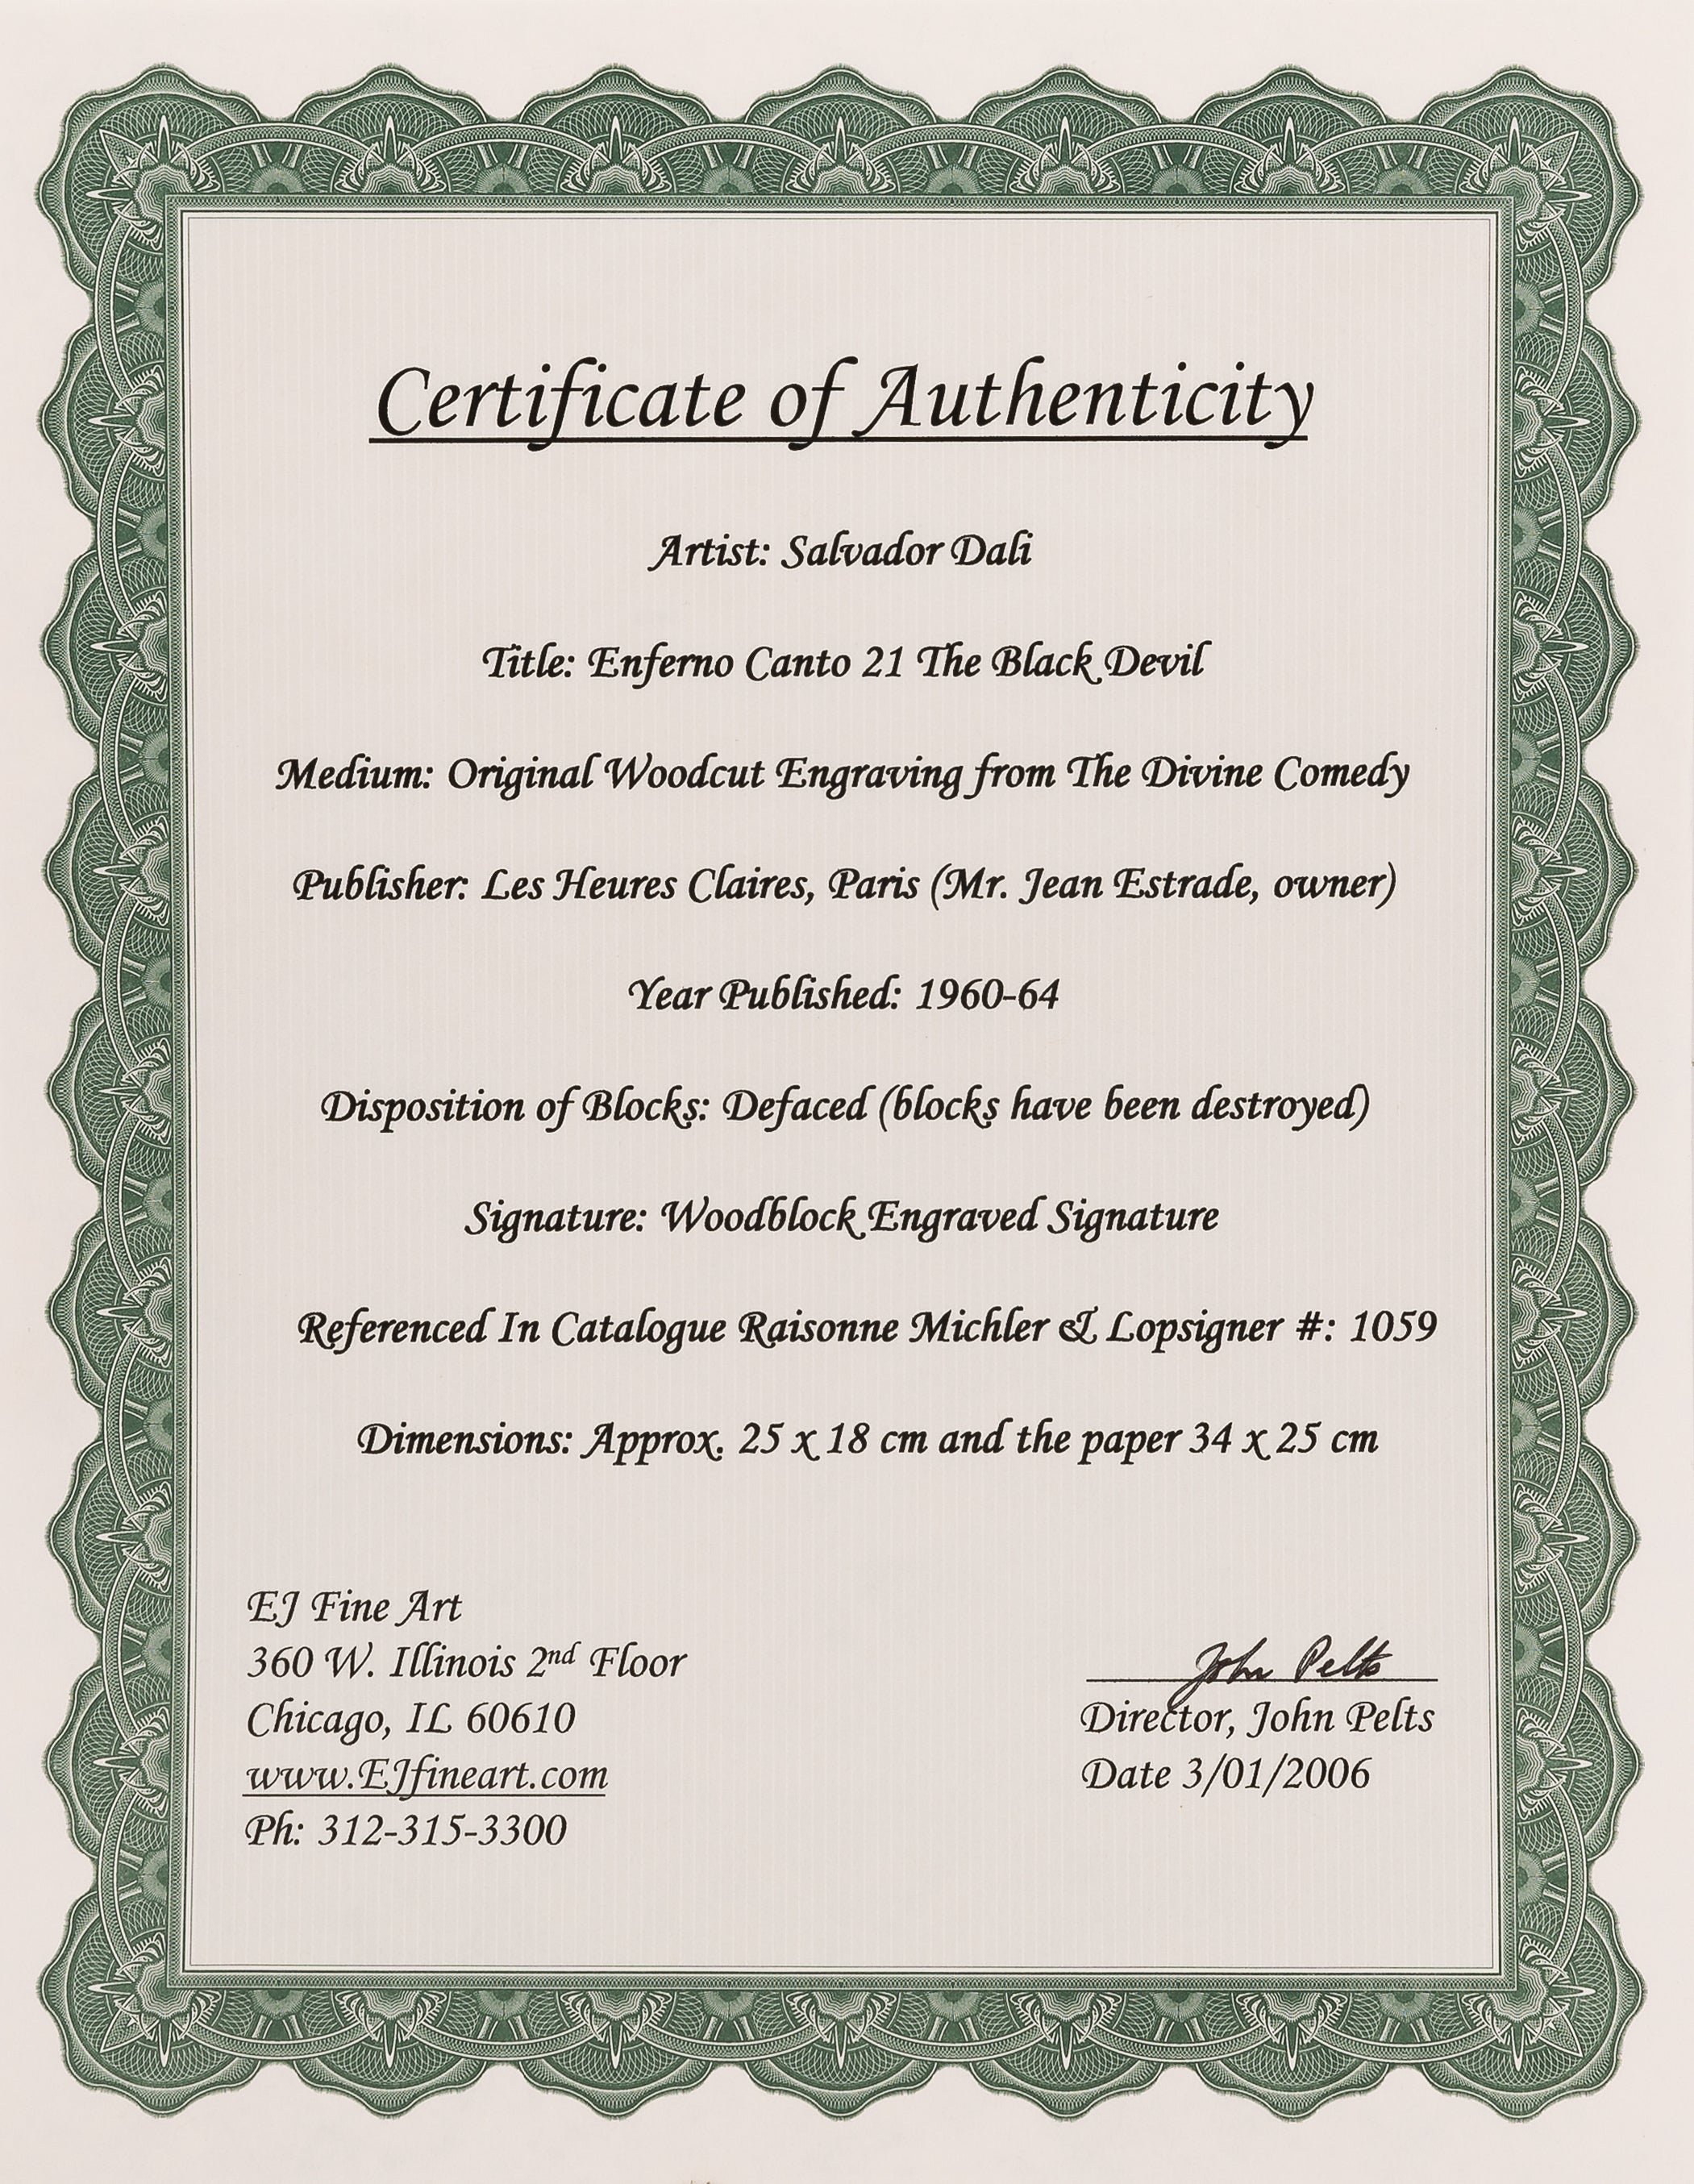 Certificate of Authenticity
Artist: Salvador Dali
Title: Enferno Canto 21 The Black Devil
Medium: Original Woodcut Engraving from The Divine Comedy
Publisher: Les Heures Claires, Paris (Mr. Jean Estrade, owner)
Year Published: 1960-64
Disposition of Blocks: Defaced (blocks have been destroyed)
Signature: Woodblock Engraved Signature
Referenced In Catalogue Raisonne Michler & Lopsigner #: 1059
Dimensions: Approx. 25 x 18 cm and the paper 34 x 25 cm
EJ Fine Art
360 W. Illinois 2nd Floor
Chicago, IL 60610
www.EJfineart.com
Ph: 312-315-3300
John Pelts
Director, John Pelts
Date 3/01/2006